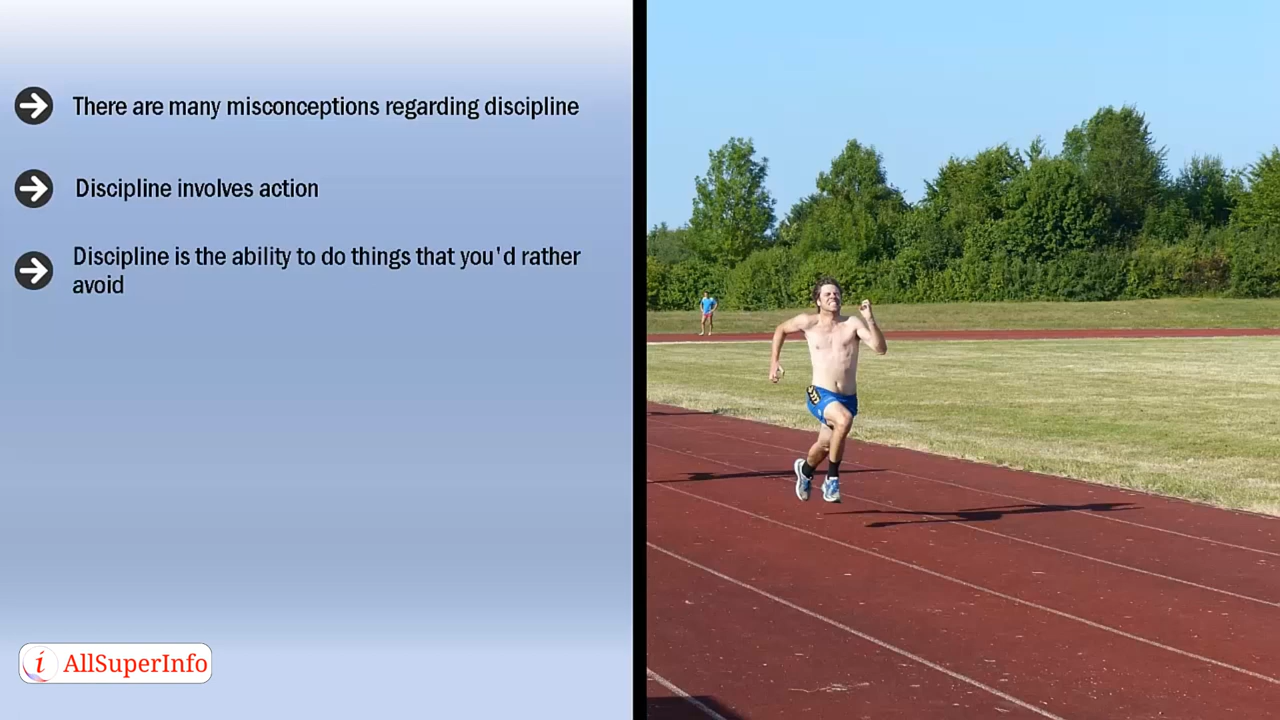 There are many misconceptions regarding discipline
Discipline involves action
Discipline is the ability to do things that you'd rather
avoid
i AllSuperInfo